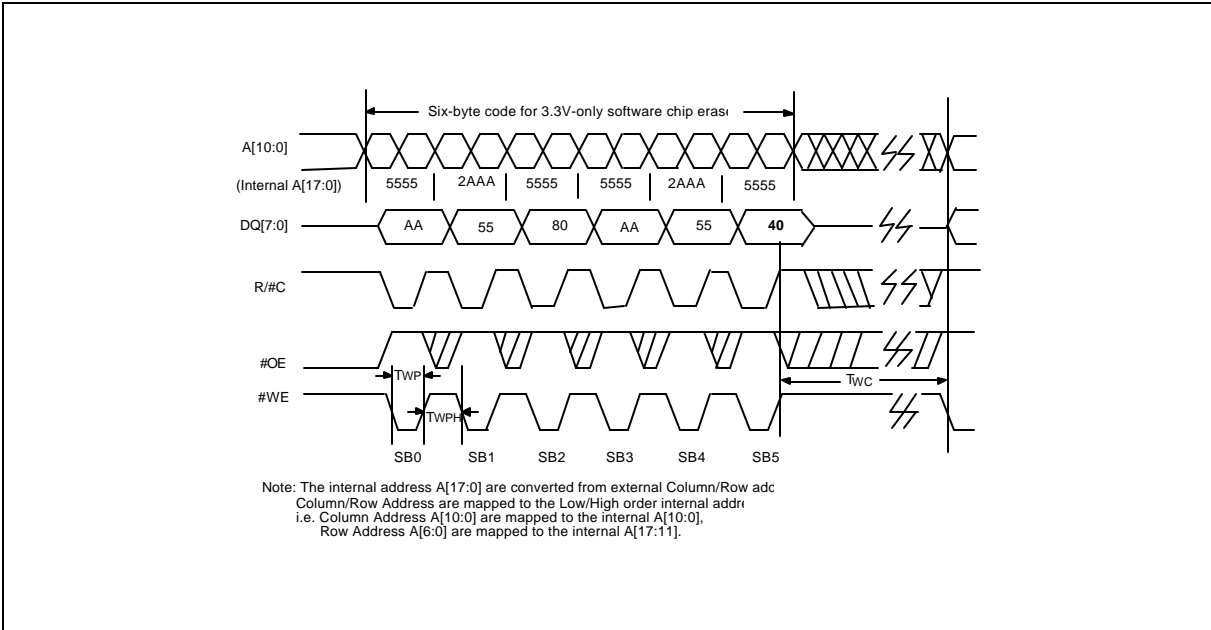 Six-byte code for 3.3V-only software chip erase
A[10:0]
(Internal A[17:0])
5555 2AAA 5555 5555 2AAA 5555
DQ[7:0]
AA 55 80 AA 55 40
R/#C
#OE
TWP
TWC
#WE
TWPH
SB0 SB1 SB2 SB3 SB4 SB5
Note: The internal address A[17:0] are converted from external Column/Row
Column/Row Address are mapped to the Low/High order internal
i.e. Column Address A[10:0] are mapped to the internal A[10:0],
Row Address A[6:0] are mapped to the internal A[17:11].